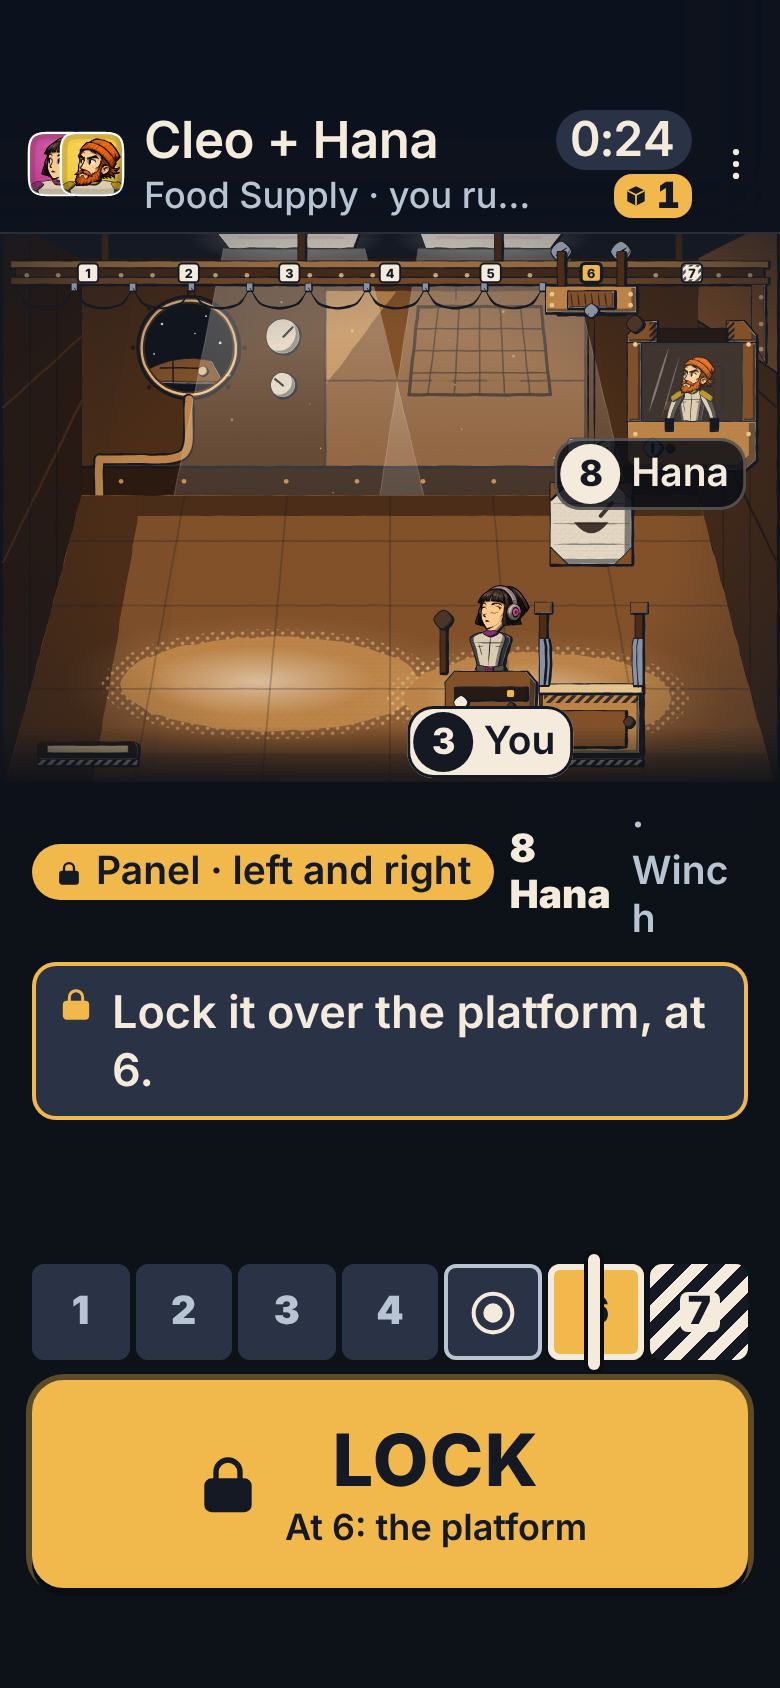 Cleo + Hana
0:24
Food Supply · you ru...
1
1 2 3 4 5 6 7
8 Hana
3 You
Panel · left and right
8
Hana
·
Winc
h
Lock it over the platform, at
6.
1 2 3 4 6 7
LOCK
At 6: the platform